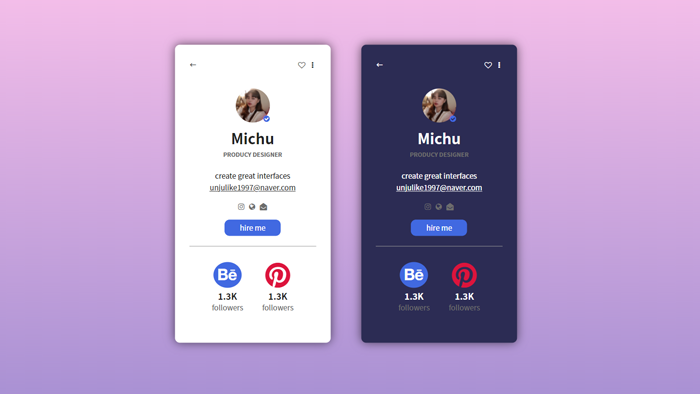 Michu
PRODUCY DESIGNER
create great interfaces
unjulike1997@naver.com
hire me
Bē
1.3K
followers
1.3K
followers
Michu
PRODUCY DESIGNER
create great interfaces
unjulike1997@naver.com
hire me
Bē
1.3K
followers
1.3K
followers